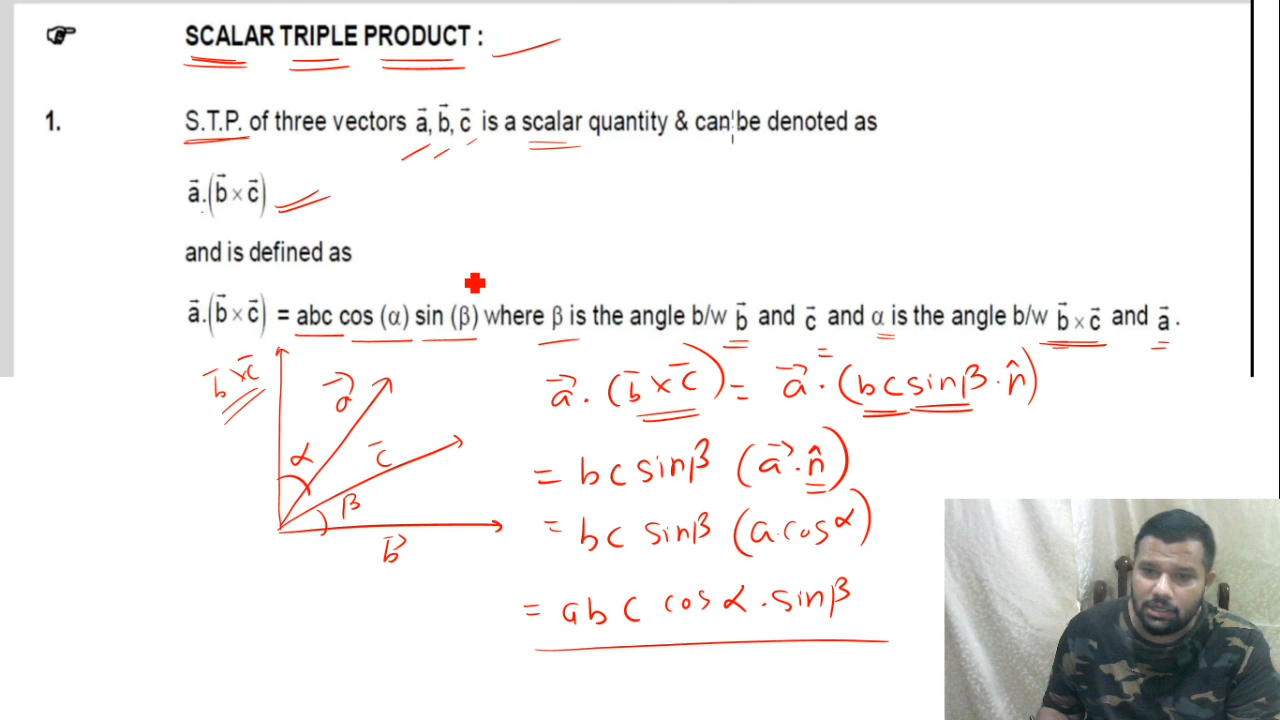 SCALAR TRIPLE PRODUCT :
1. S.T.P. of three vectors a⃗, b⃗, c⃗ is a scalar quantity & can be denoted as
a⃗.(b⃗ × c⃗)
and is defined as
a⃗.(b⃗ × c⃗) = abc cos (α) sin (β) where β is the angle b/w b⃗ and c⃗ and α is the angle b/w b⃗ × c⃗ and a⃗ .
b̄ × c̄
a⃗
α
c̄
β
b⃗
a⃗ . (b̄ × c̄) = a⃗ . (bc sinβ . n̂)
= bc sinβ (a⃗ . n̂)
= bc sinβ (a.cosα)
= abc cosα . sinβ